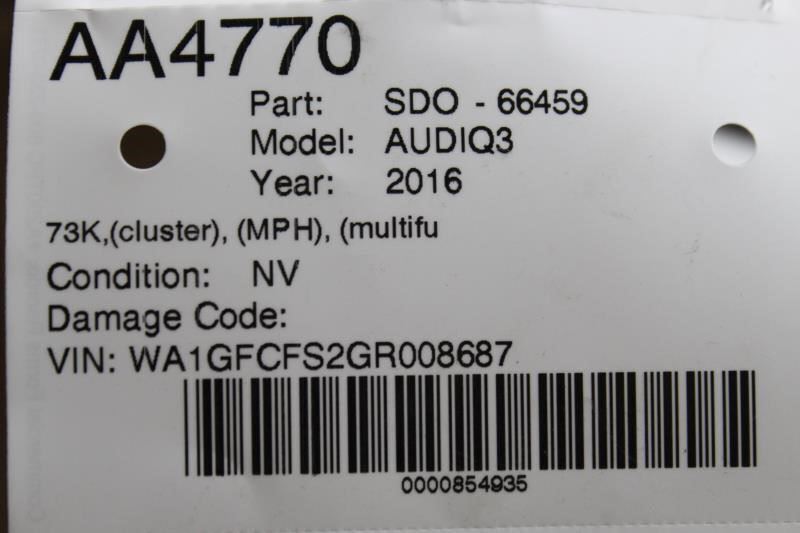 AA4770
Part: SDO - 66459
Model: AUDIQ3
Year: 2016
73K,(cluster), (MPH), (multifu
Condition: NV
Damage Code:
VIN: WA1GFCFS2GR008687
0000854935